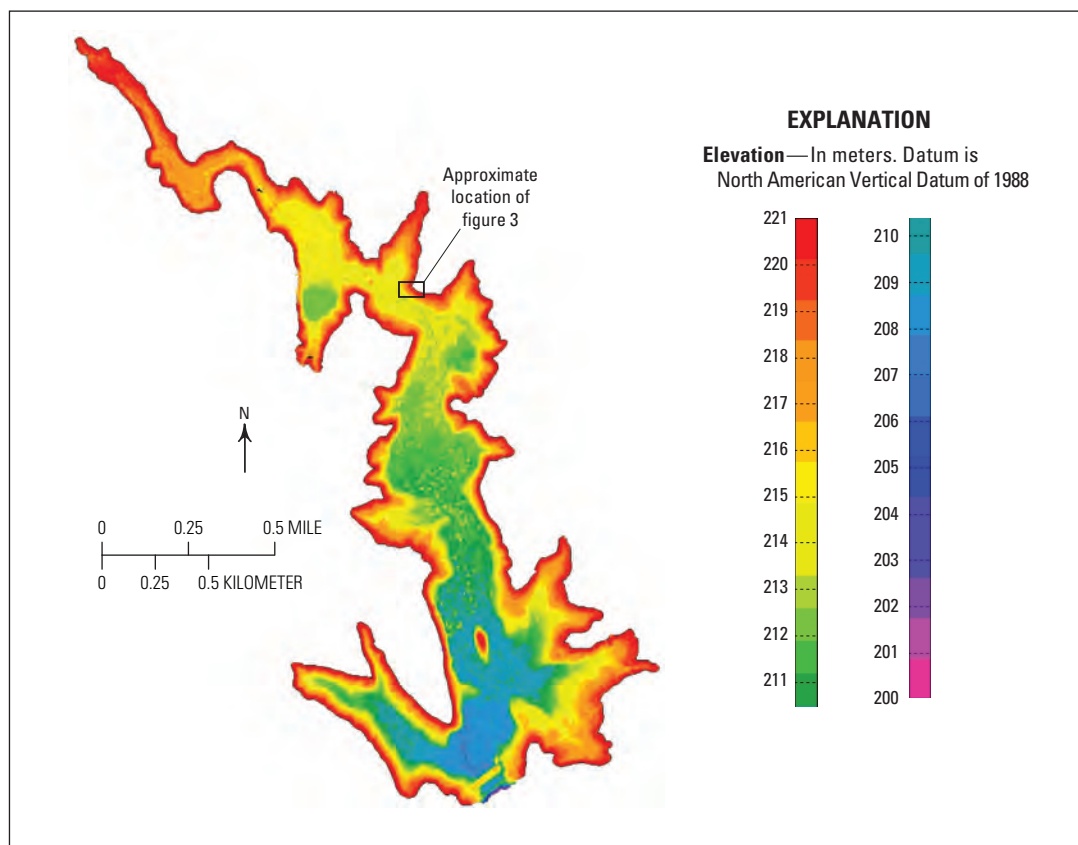 EXPLANATION
Elevation—In meters. Datum is
North American Vertical Datum of 1988
Approximate
location of
figure 3
221
220
219
218
217
216
215
214
213
212
211
210
209
208
207
206
205
204
203
202
201
200
N
0 0.25 0.5 MILE
0 0.25 0.5 KILOMETER